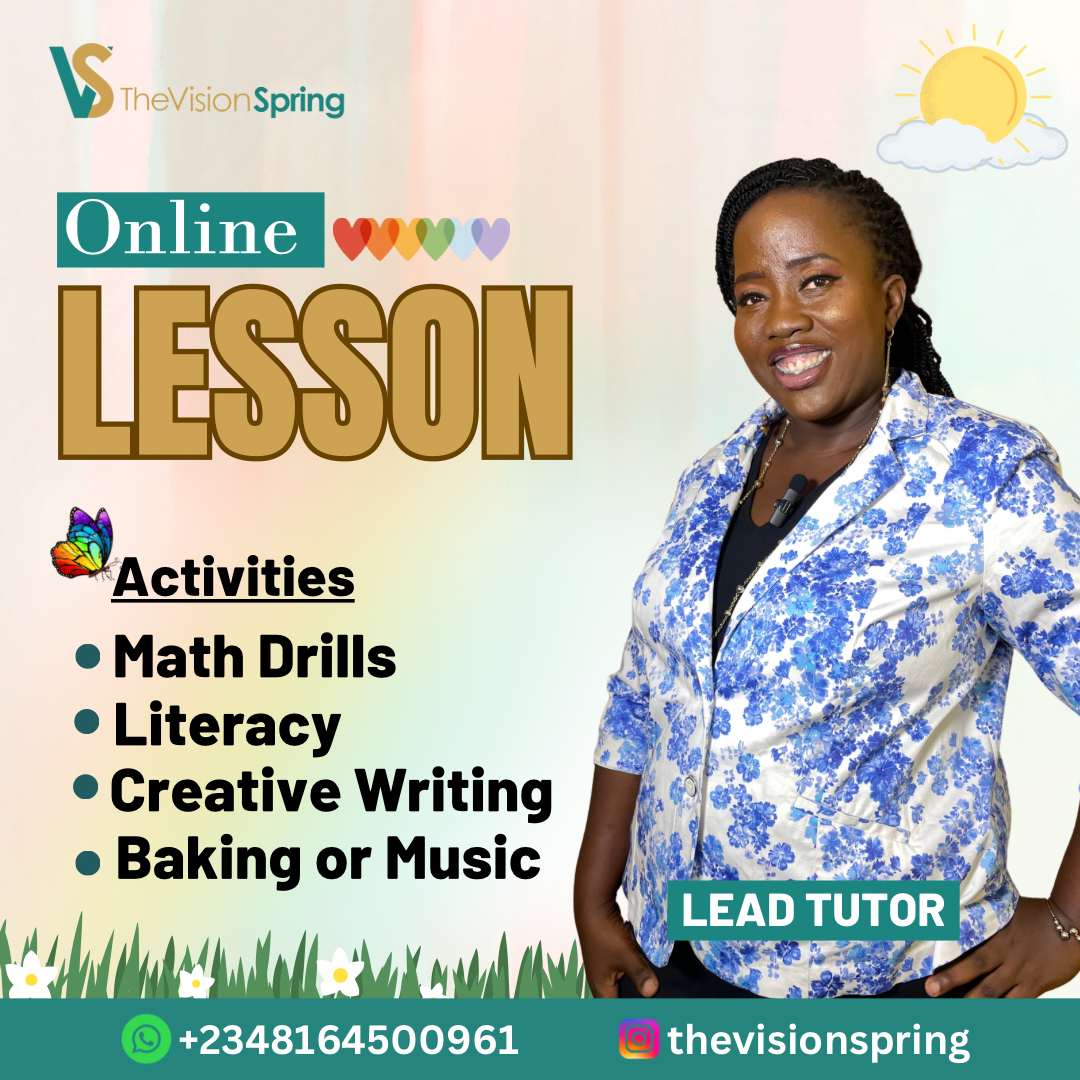 VS TheVisionSpring
Online
LESSON
Activities
• Math Drills
• Literacy
• Creative Writing
• Baking or Music
LEAD TUTOR
+2348164500961
thevisionspring